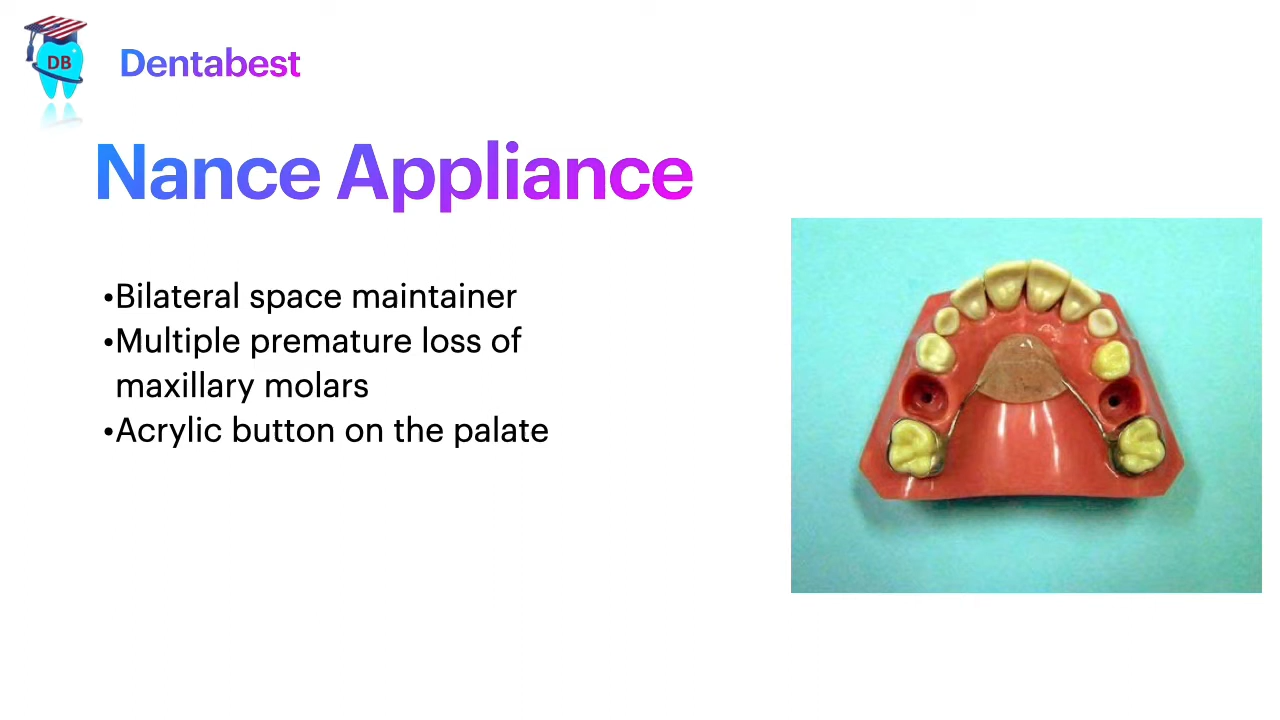 DB
Dentabest
Nance Appliance
•Bilateral space maintainer
•Multiple premature loss of
maxillary molars
•Acrylic button on the palate